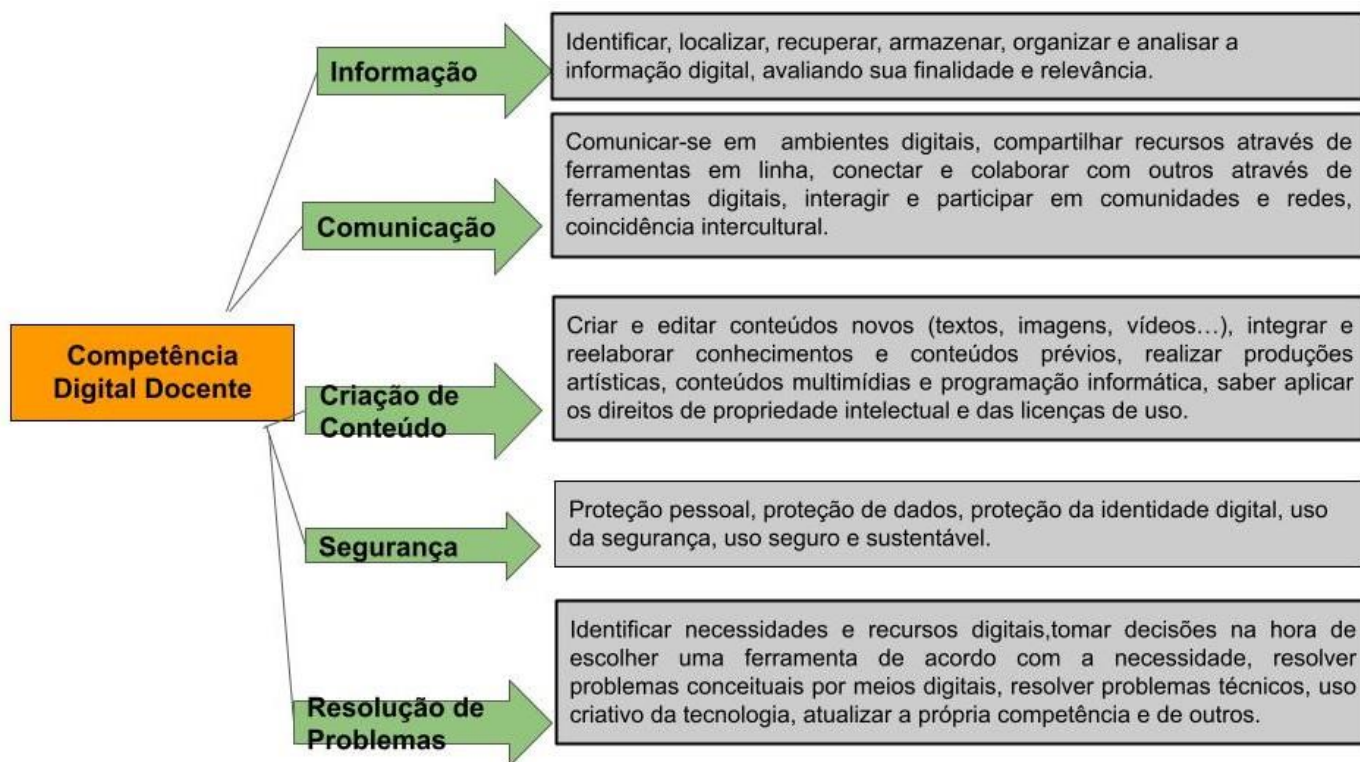 Informação
Identificar, localizar, recuperar, armazenar, organizar e analisar a
informação digital, avaliando sua finalidade e relevância.
Comunicação
Comunicar-se em ambientes digitais, compartilhar recursos através de
ferramentas em linha, conectar e colaborar com outros através de
ferramentas digitais, interagir e participar em comunidades e redes,
coincidência intercultural.
Competência
Digital Docente
Criação de
Conteúdo
Criar e editar conteúdos novos (textos, imagens, vídeos…), integrar e
reelaborar conhecimentos e conteúdos prévios, realizar produções
artísticas, conteúdos multimídias e programação informática, saber aplicar
os direitos de propriedade intelectual e das licenças de uso.
Segurança
Proteção pessoal, proteção de dados, proteção da identidade digital, uso
da segurança, uso seguro e sustentável.
Resolução de
Problemas
Identificar necessidades e recursos digitais,tomar decisões na hora de
escolher uma ferramenta de acordo com a necessidade, resolver
problemas conceituais por meios digitais, resolver problemas técnicos, uso
criativo da tecnologia, atualizar a própria competência e de outros.